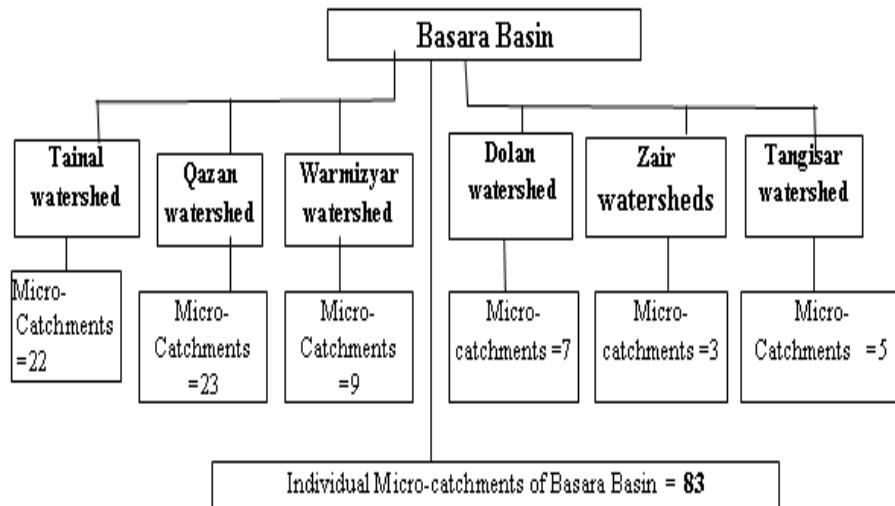 Basara Basin
Tainal
watershed
Qazan
watershed
Warmizyar
watershed
Dolan
watershed
Zair
watersheds
Tangisar
watershed
Micro-
Catchments
=22
Micro-
Catchments
=23
Micro-
Catchments
=9
Micro-
catchments =7
Micro-
catchments =3
Micro-
Catchments =5
Individual Micro-catchments of Basara Basin = 83